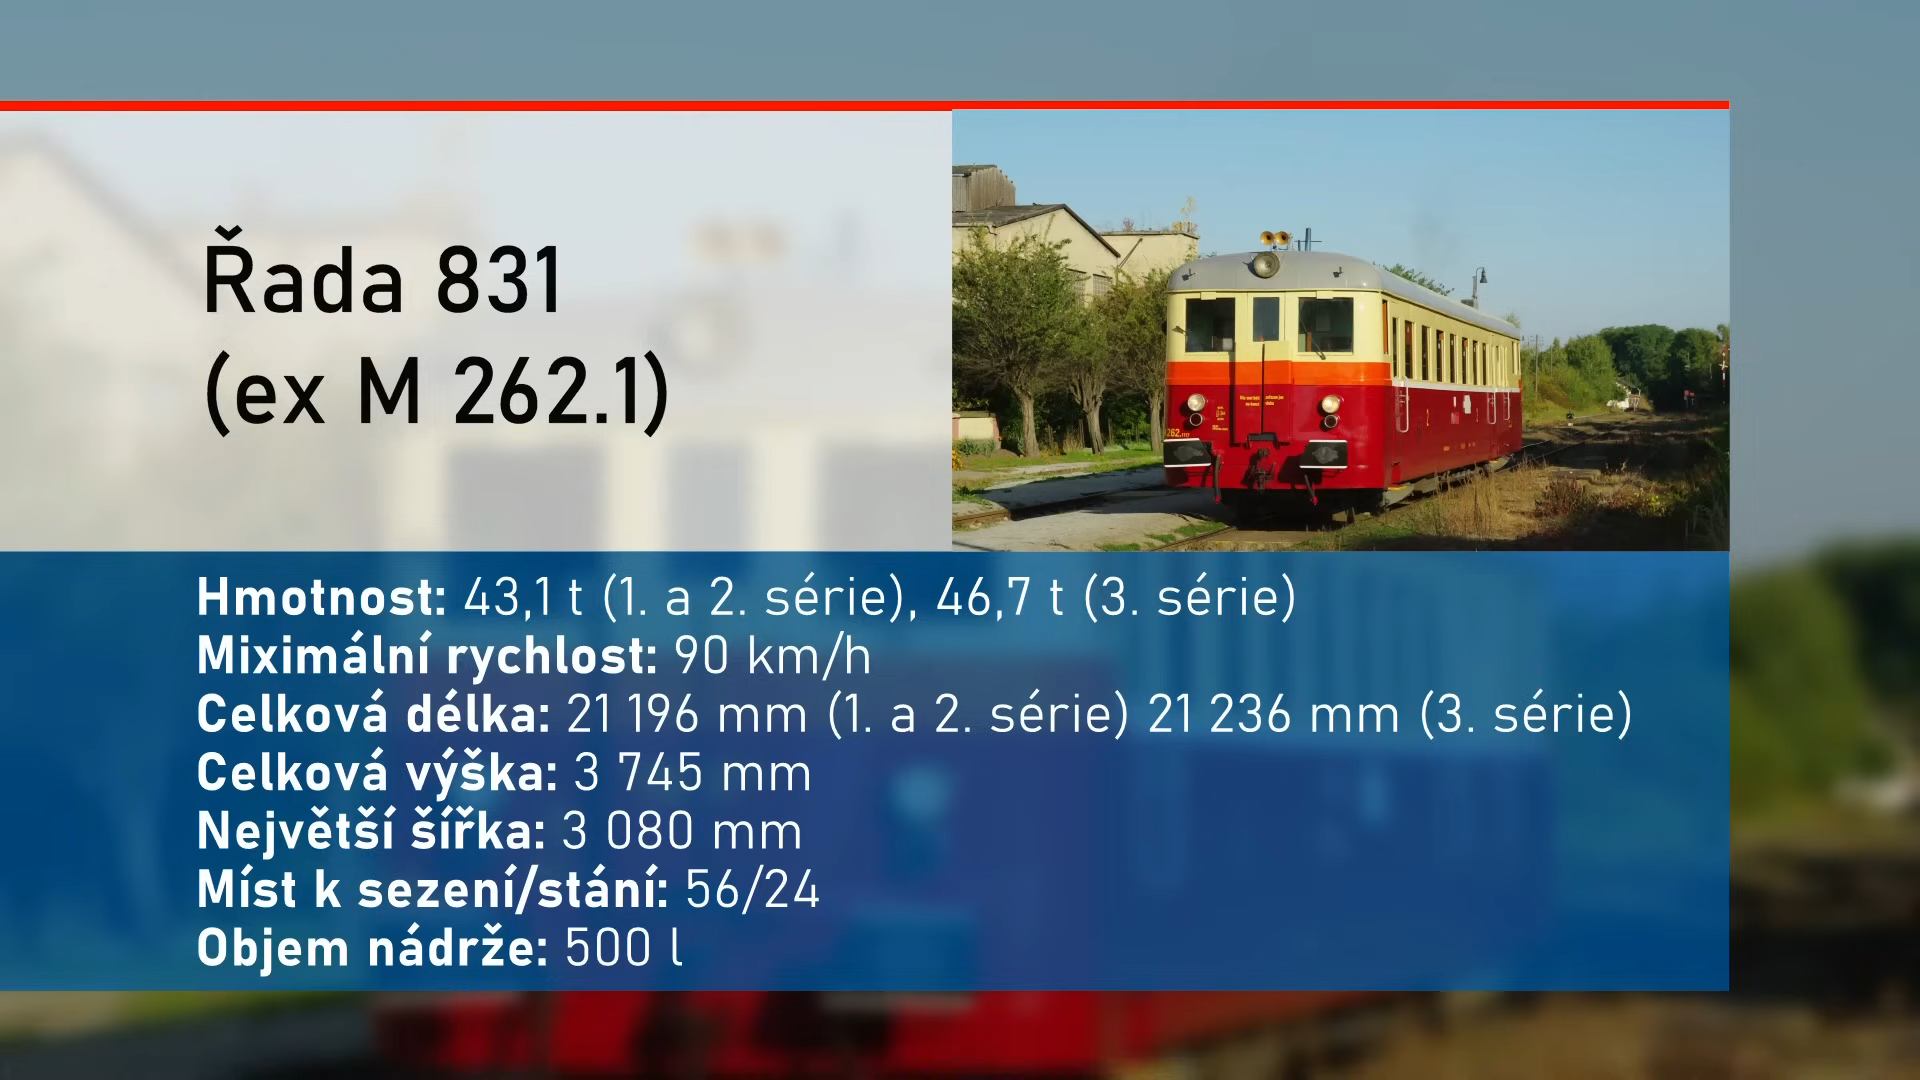 Řada 831
(ex M 262.1)
Hmotnost: 43,1 t (1. a 2. série), 46,7 t (3. série)
Miximální rychlost: 90 km/h
Celková délka: 21 196 mm (1. a 2. série) 21 236 mm (3. série)
Celková výška: 3 745 mm
Největší šířka: 3 080 mm
Míst k sezení/stání: 56/24
Objem nádrže: 500 l